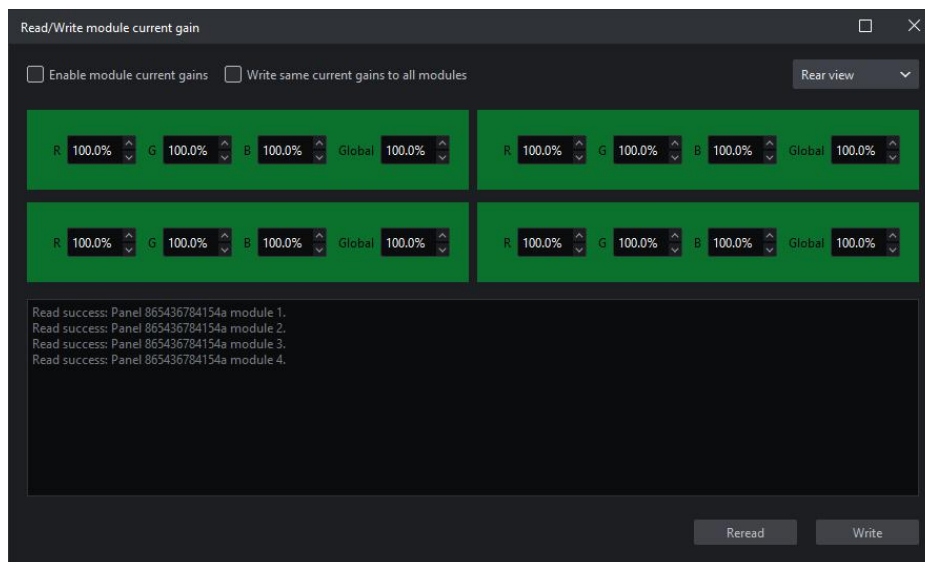 Read/Write module current gain
Enable module current gains Write same current gains to all modules Rear view
R 100.0% G 100.0% B 100.0% Global 100.0% R 100.0% G 100.0% B 100.0% Global 100.0%
R 100.0% G 100.0% B 100.0% Global 100.0% R 100.0% G 100.0% B 100.0% Global 100.0%
Read success: Panel 865436784154a module 1.
Read success: Panel 865436784154a module 2.
Read success: Panel 865436784154a module 3.
Read success: Panel 865436784154a module 4.
Reread Write